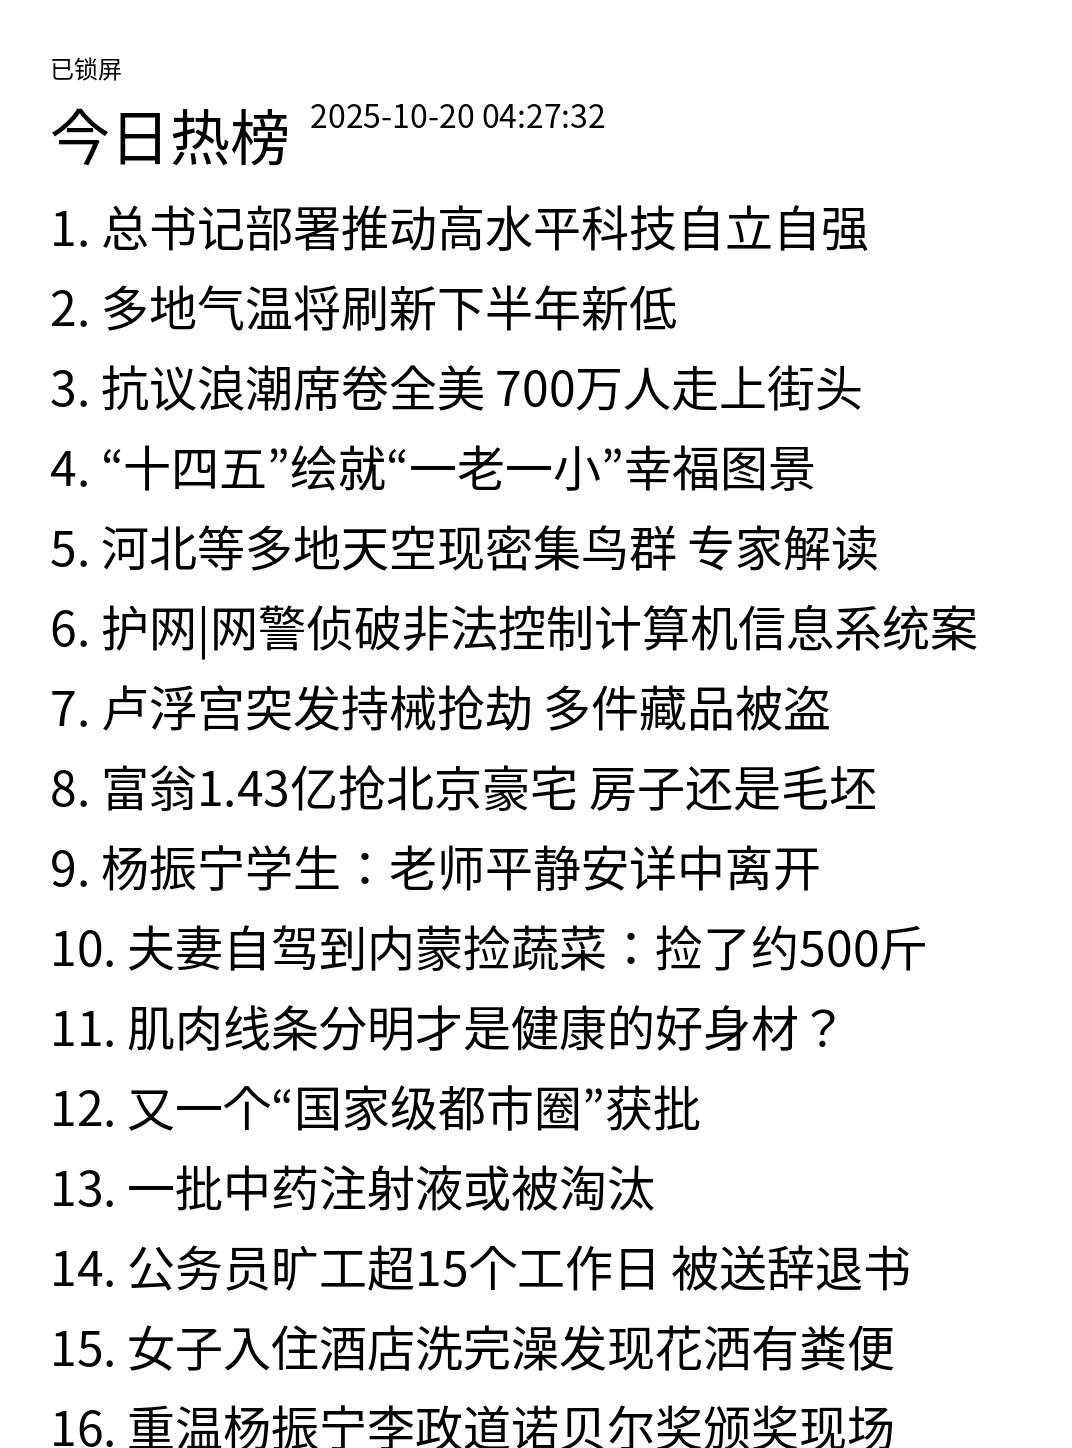 已锁屏
今日热榜 2025-10-20 04:27:32
1. 总书记部署推动高水平科技自立自强
2. 多地气温将刷新下半年新低
3. 抗议浪潮席卷全美 700万人走上街头
4. “十四五”绘就“一老一小”幸福图景
5. 河北等多地天空现密集鸟群 专家解读
6. 护网|网警侦破非法控制计算机信息系统案
7. 卢浮宫突发持械抢劫 多件藏品被盗
8. 富翁1.43亿抢北京豪宅 房子还是毛坯
9. 杨振宁学生：老师平静安详中离开
10. 夫妻自驾到内蒙捡蔬菜：捡了约500斤
11. 肌肉线条分明才是健康的好身材？
12. 又一个“国家级都市圈”获批
13. 一批中药注射液或被淘汰
14. 公务员旷工超15个工作日 被送辞退书
15. 女子入住酒店洗完澡发现花洒有粪便
16. 重温杨振宁李政道诺贝尔奖颁奖现场